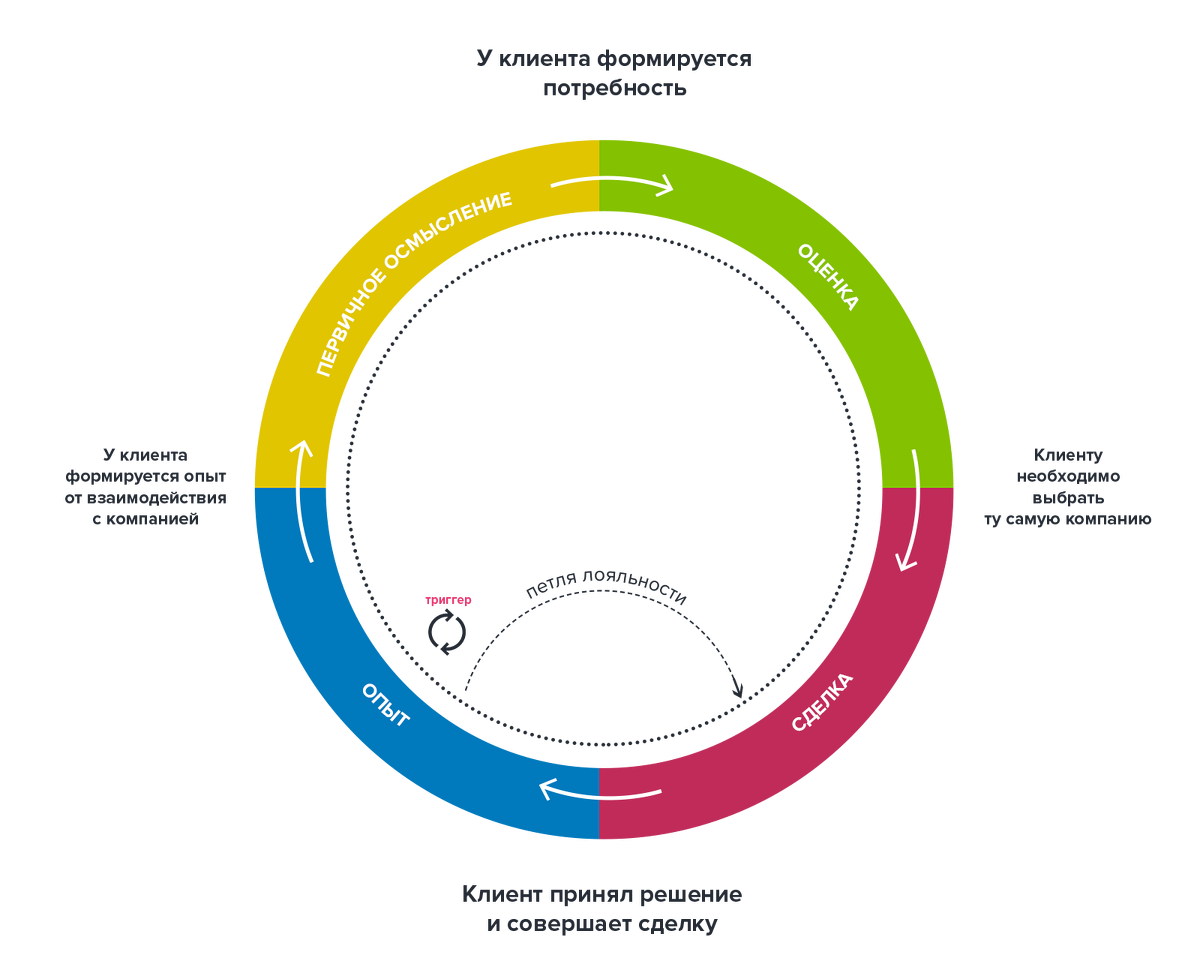 У клиента формируется
потребность
ПЕРВИЧНОЕ ОСМЫСЛЕНИЕ
ОЦЕНКА
У клиента
формируется опыт
от взаимодействия
с компанией
Клиенту
необходимо
выбрать
ту самую компанию
петля лояльности
триггер
ОПЫТ
СДЕЛКА
Клиент принял решение
и совершает сделку